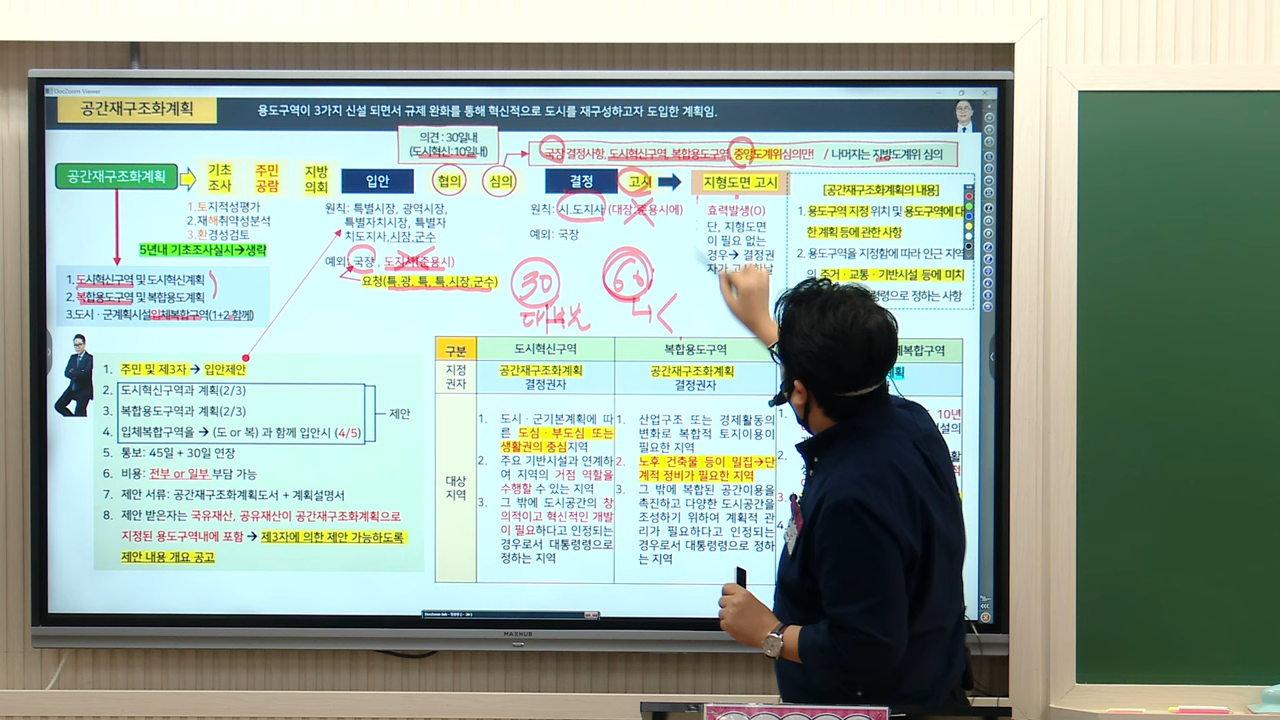 DocZoom Viewer
공간재구조화계획
용도구역이 3가지 신설 되면서 규제 완화를 통해 혁신적으로 도시를 재구성하고자 도입한 계획임.
의견 : 30일내
(도시혁신:10일내)
국장결정사항, 도시혁신구역, 복합용도구역, 중앙도계위심의만! / 나머지는 지방도계위 심의
공간재구조화계획
기초
조사
주민
공람
지방
의회
입안
협의
심의
결정
고시
지형도면 고시
1.토지적성평가
2.재해취약성분석
3.환경성검토
5년내 기초조사실시→생략
원칙: 특별시장, 광역시장,
특별자치시장, 특별자
치도지사.시장.군수
예외: 국장, 도지사(준용시)
요청(특,광,특, 특,시장,군수)
원칙: 시.도지사 (대장:준용시에)
예외: 국장
효력발생(O)
단, 지형도면
이 필요 없는
경우→ 결정권
자가
[공간재구조화계획의 내용]
1. 용도구역 지정 위치 및 용도구역에 대
한 계획 등에 관한 사항
2. 용도구역을 지정함에 따라 인근 지역
의 주거·교통·기반시설 등에 미치
령령으로 정하는 사항
1.도시혁신구역 및 도시혁신계획
2.복합용도구역 및 복합용도계획
3.도시·군계획시설입체복합구역(1+2함께)
30
60
1. 주민 및 제3자 → 입안제안
2. 도시혁신구역과 계획(2/3)
3. 복합용도구역과 계획(2/3)
4. 입체복합구역을 → (도 or 복) 과 함께 입안시 (4/5)
제안
5. 통보: 45일 + 30일 연장
6. 비용: 전부 or 일부 부담 가능
7. 제안 서류: 공간재구조화계획도서 + 계획설명서
8. 제안 받은자는 국유재산, 공유재산이 공간재구조화계획으로
지정된 용도구역내에 포함 → 제3자에 의한 제안 가능하도록
제안 내용 개요 공고
구분
도시혁신구역
복합용도구역
체복합구역
지정
권자
공간재구조화계획
결정권자
공간재구조화계획
결정권자
획
대상
지역
1. 도시·군기본계획에 따
른 도심·부도심 또는
생활권의 중심지역
2. 주요 기반시설과 연계하
여 지역의 거점 역할을
수행할 수 있는 지역
3. 그 밖에 도시공간의 창
의적이고 혁신적인 개발
이 필요하다고 인정되는
경우로서 대통령령으로
정하는 지역
1. 산업구조 또는 경제활동의
변화로 복합적 토지이용이
필요한 지역
2. 노후 건축물 등이 밀집→단
계적 정비가 필요한 지역
3. 그 밖에 복합된 공간이용을
촉진하고 다양한 도시공간을
조성하기 위하여 계획적 관
리가 필요하다고 인정되는
경우로서 대통령령으로 정하
는 지역
1.
10년
2.
3.
4.
MAXHUB